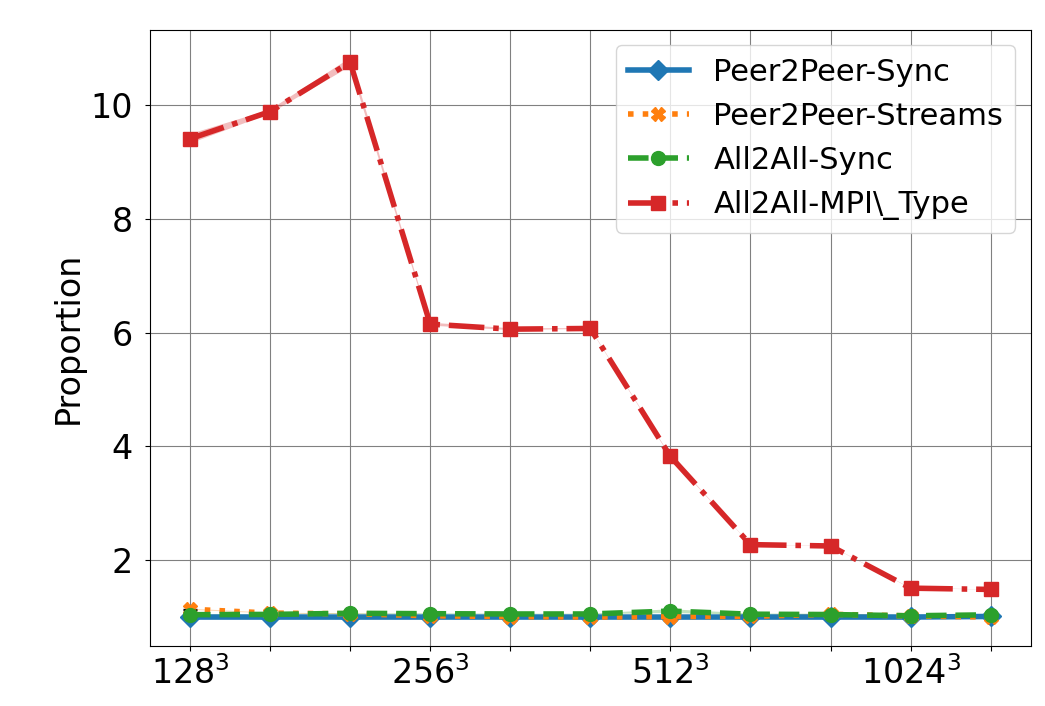 Peer2Peer-Sync
Peer2Peer-Streams
All2All-Sync
All2All-MPI\_Type
Proportion
10
8
6
4
2
128³ 256³ 512³ 1024³